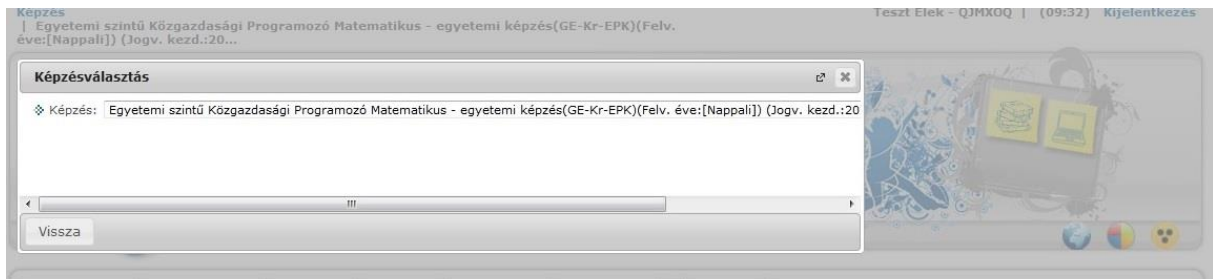 Képzés
| Egyetemi szintű Közgazdasági Programozó Matematikus - egyetemi képzés(GE-Kr-EPK)(Felv.
éve:[Nappali]) (Jogv. kezd.:20...
Teszt Elek - QJMXOQ | (09:32) Kijelentkezés
Képzésválasztás
Képzés: Egyetemi szintű Közgazdasági Programozó Matematikus - egyetemi képzés(GE-Kr-EPK)(Felv. éve:[Nappali]) (Jogv. kezd.:20
Vissza